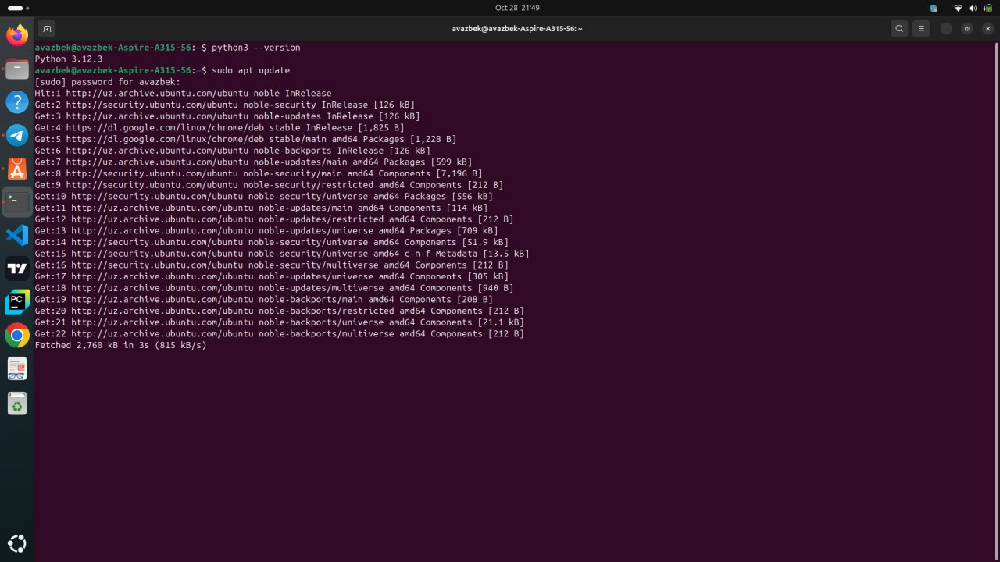 Oct 28 21:49
avazbek@avazbek-Aspire-A315-56: ~
avazbek@avazbek-Aspire-A315-56:~$ python3 --version
Python 3.12.3
avazbek@avazbek-Aspire-A315-56:~$ sudo apt update
[sudo] password for avazbek:
Hit:1 http://uz.archive.ubuntu.com/ubuntu noble InRelease
Get:2 http://security.ubuntu.com/ubuntu noble-security InRelease [126 kB]
Get:3 http://uz.archive.ubuntu.com/ubuntu noble-updates InRelease [126 kB]
Get:4 https://dl.google.com/linux/chrome/deb stable InRelease [1,825 B]
Get:5 https://dl.google.com/linux/chrome/deb stable/main amd64 Packages [1,228 B]
Get:6 http://uz.archive.ubuntu.com/ubuntu noble-backports InRelease [126 kB]
Get:7 http://uz.archive.ubuntu.com/ubuntu noble-updates/main amd64 Packages [599 kB]
Get:8 http://security.ubuntu.com/ubuntu noble-security/main amd64 Components [7,196 B]
Get:9 http://security.ubuntu.com/ubuntu noble-security/restricted amd64 Components [212 B]
Get:10 http://security.ubuntu.com/ubuntu noble-security/universe amd64 Packages [556 kB]
Get:11 http://uz.archive.ubuntu.com/ubuntu noble-updates/main amd64 Components [114 kB]
Get:12 http://uz.archive.ubuntu.com/ubuntu noble-updates/restricted amd64 Components [212 B]
Get:13 http://uz.archive.ubuntu.com/ubuntu noble-updates/universe amd64 Packages [709 kB]
Get:14 http://security.ubuntu.com/ubuntu noble-security/universe amd64 Components [51.9 kB]
Get:15 http://security.ubuntu.com/ubuntu noble-security/universe amd64 c-n-f Metadata [13.5 kB]
Get:16 http://security.ubuntu.com/ubuntu noble-security/multiverse amd64 Components [212 B]
Get:17 http://uz.archive.ubuntu.com/ubuntu noble-updates/universe amd64 Components [305 kB]
Get:18 http://uz.archive.ubuntu.com/ubuntu noble-updates/multiverse amd64 Components [940 B]
Get:19 http://uz.archive.ubuntu.com/ubuntu noble-backports/main amd64 Components [208 B]
Get:20 http://uz.archive.ubuntu.com/ubuntu noble-backports/restricted amd64 Components [212 B]
Get:21 http://uz.archive.ubuntu.com/ubuntu noble-backports/universe amd64 Components [21.1 kB]
Get:22 http://uz.archive.ubuntu.com/ubuntu noble-backports/multiverse amd64 Components [212 B]
Fetched 2,760 kB in 3s (815 kB/s)
PC